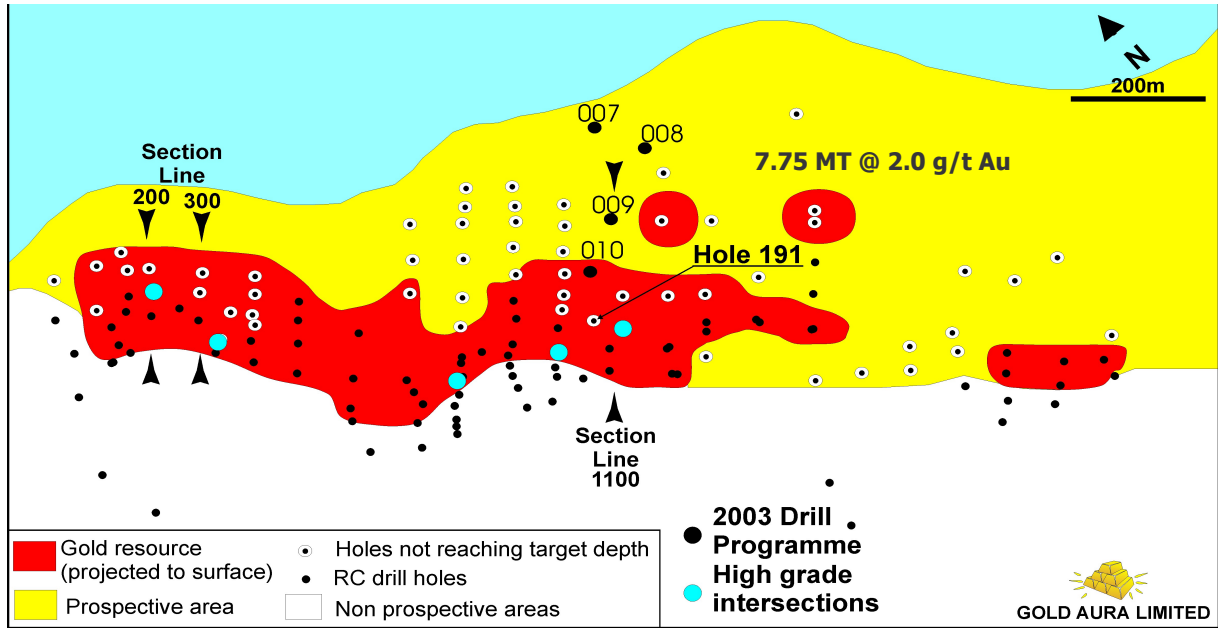 N
200m
007
008
7.75 MT @ 2.0 g/t Au
Section
Line
200 300
009
010
Hole 191
Section
Line
1100
Gold resource
(projected to surface)
Prospective area
Holes not reaching target depth
RC drill holes
Non prospective areas
2003 Drill
Programme
High grade
intersections
GOLD AURA LIMITED